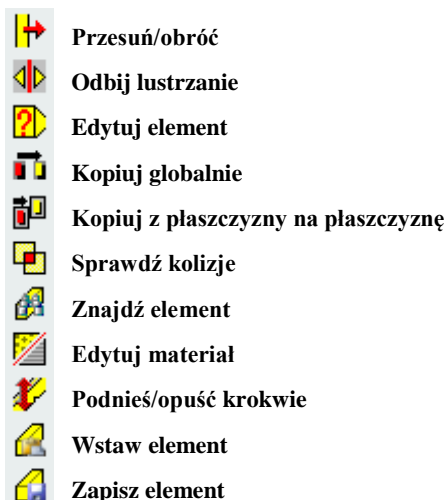 Przesuń/obróć
Odbij lustrzanie
Edytuj element
Kopiuj globalnie
Kopiuj z płaszczyzny na płaszczyznę
Sprawdź kolizje
Znajdź element
Edytuj materiał
Podnieś/opuść krokwie
Wstaw element
Zapisz element